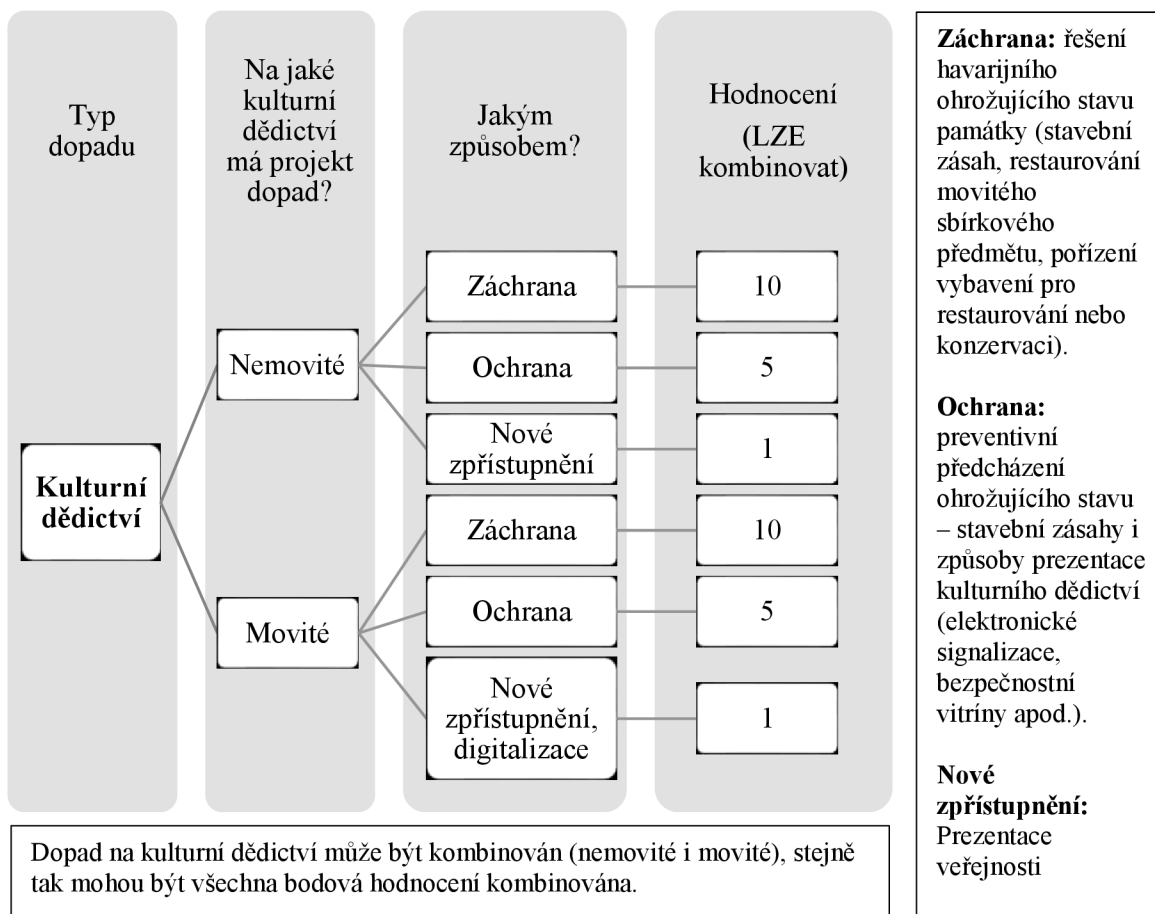 Typ
dopadu
Na jaké
kulturní
dědictví
má projekt
dopad?
Jakým
způsobem?
Hodnocení
(LZE
kombinovat)
Kulturní
dědictví
Nemovité
Záchrana
10
Ochrana
5
Nové
zpřístupnění
1
Movité
Záchrana
10
Ochrana
5
Nové
zpřístupnění,
digitalizace
1
Dopad na kulturní dědictví může být kombinován (nemovité i movité), stejně
tak mohou být všechna bodová hodnocení kombinována.
Záchrana: řešení
havarijního
ohrožujícího stavu
památky (stavební
zásah, restaurování
movitého
sbírkového
předmětu, pořízení
vybavení pro
restaurování nebo
konzervaci).
Ochrana:
preventivní
předcházení
ohrožujícího stavu
– stavební zásahy i
způsoby prezentace
kulturního dědictví
(elektronické
signalizace,
bezpečnostní
vitríny apod.).
Nové
zpřístupnění:
Prezentace
veřejnosti